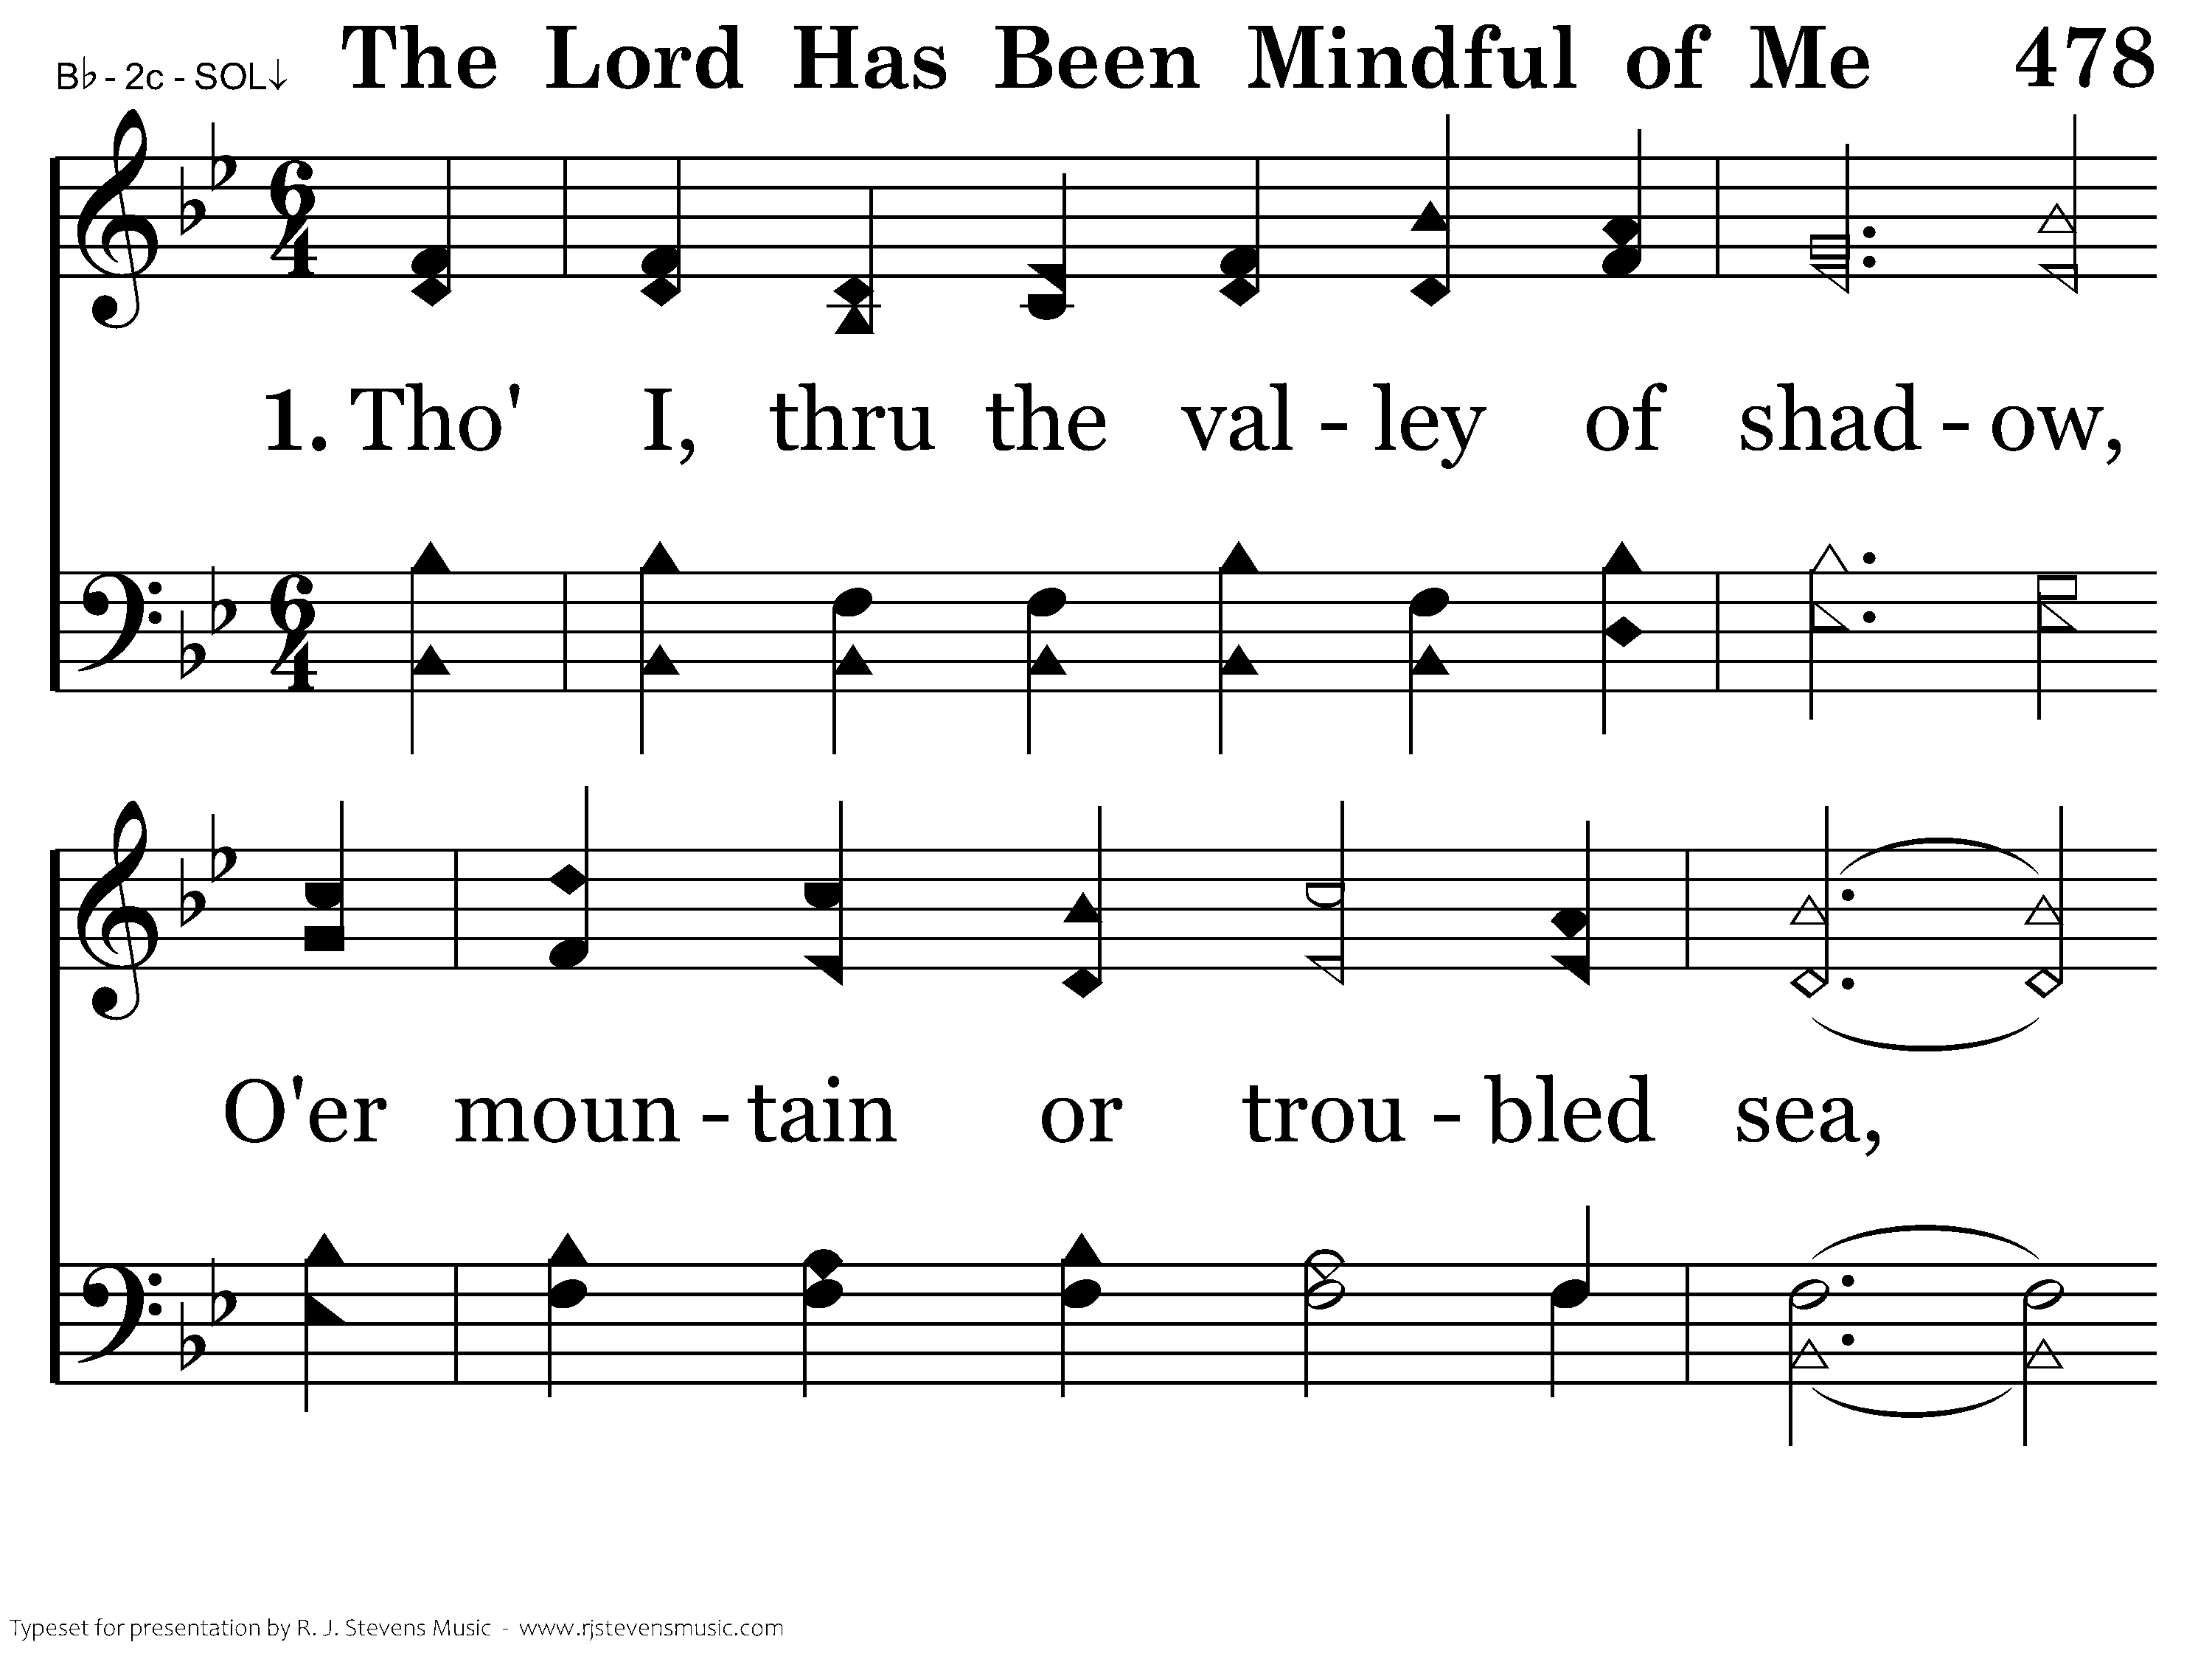 B♭ - 2c - SOL↓ The Lord Has Been Mindful of Me 478
6 4
1. Tho' I, thru the val - ley of shad - ow,
6 4
O'er moun - tain or trou - bled sea,
Typeset for presentation by R. J. Stevens Music - www.rjstevensmusic.com